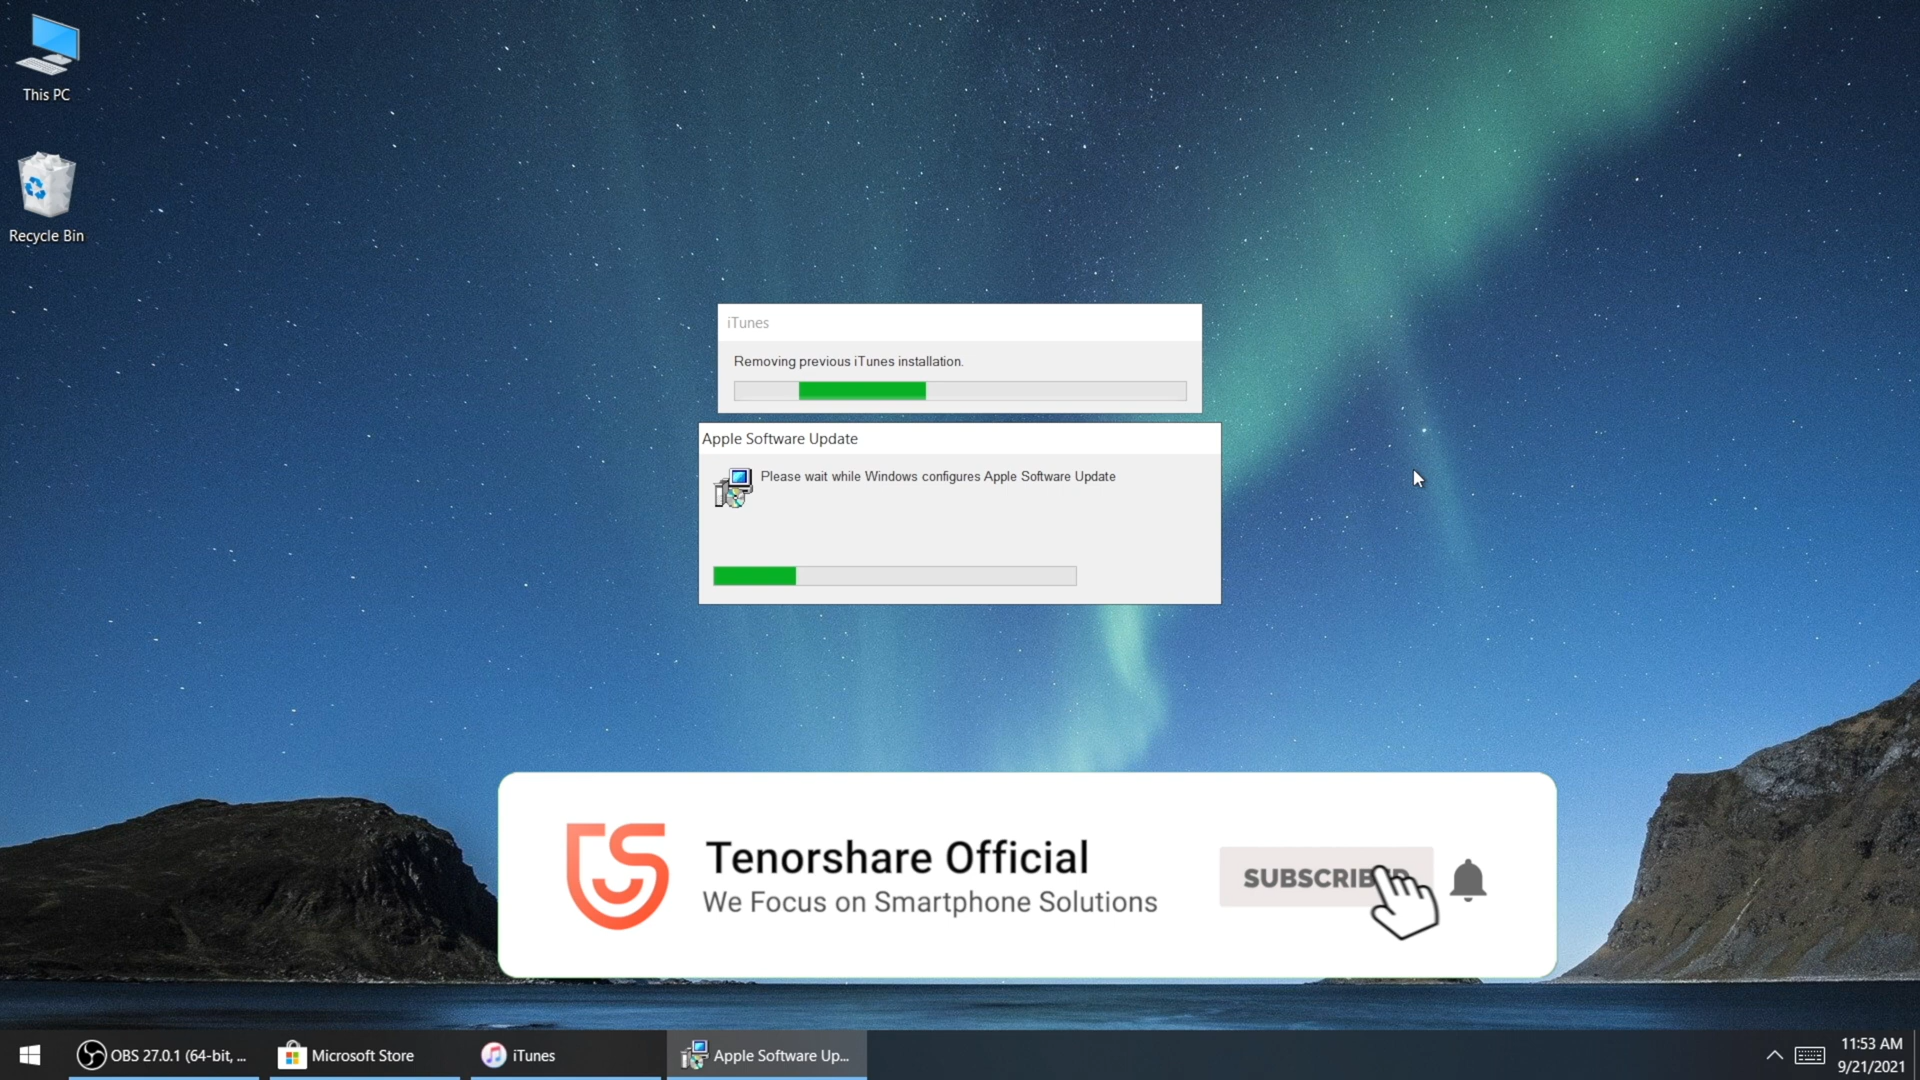 This PC
Recycle Bin
iTunes
Removing previous iTunes installation.
Apple Software Update
Please wait while Windows configures Apple Software Update
Tenorshare Official
We Focus on Smartphone Solutions
OBS 27.0.1 (64-bit, ...
Microsoft Store
iTunes
Apple Software Up...
11:53 AM
9/21/2021